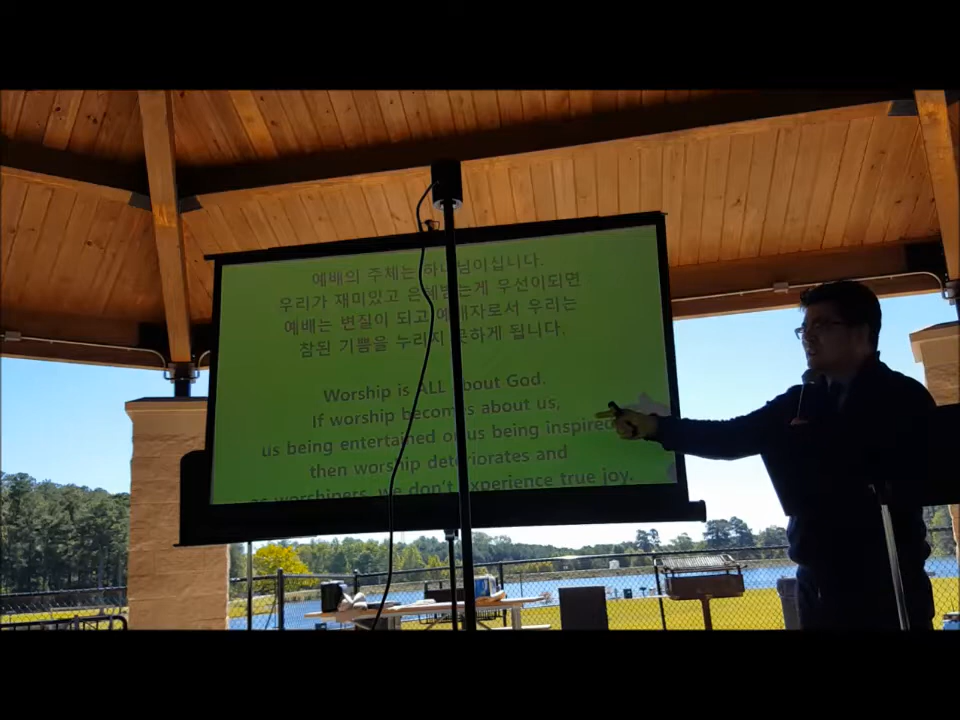 예배의 주체는 하나님이십니다.
우리가 재미있고 은혜받는게 우선이되면
예배는 변질이 되고 예배자로서 우리는
참된 기쁨을 누리지 못하게 됩니다.
Worship is ALL about God.
If worship becomes about us,
us being entertained or us being inspired,
then worship deteriorates and
as worshipers, we don't experience true joy.